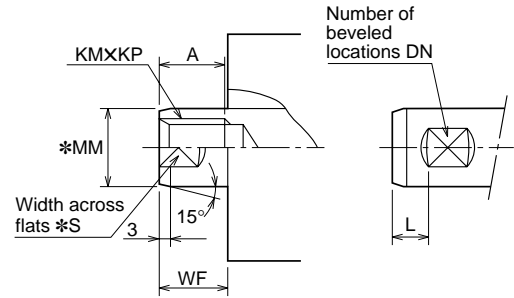 Number of
beveled
locations DN
A
KM×KP
✻MM
Width across
flats ✻S
15°
3
L
WF